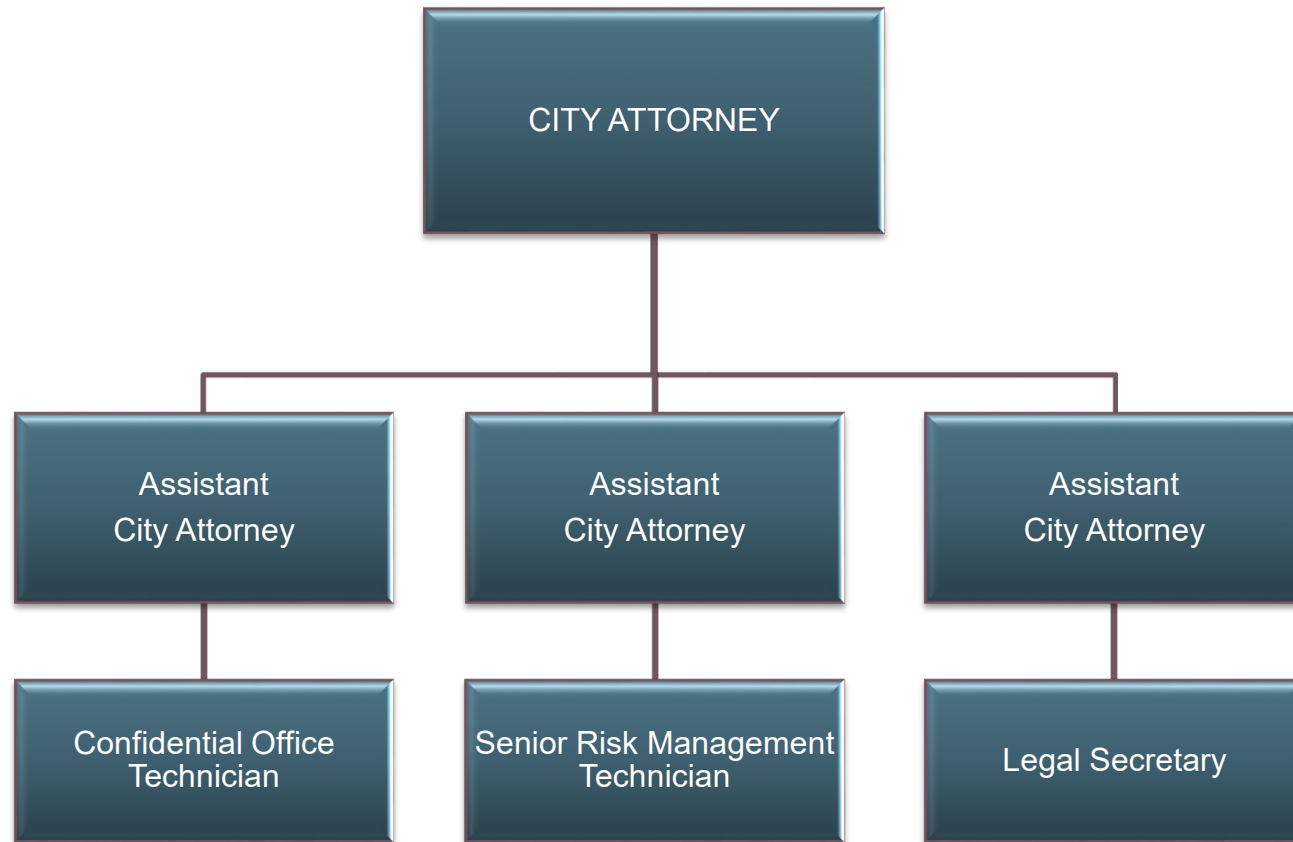 CITY ATTORNEY
Assistant
City Attorney
Assistant
City Attorney
Assistant
City Attorney
Confidential Office
Technician
Senior Risk Management
Technician
Legal Secretary